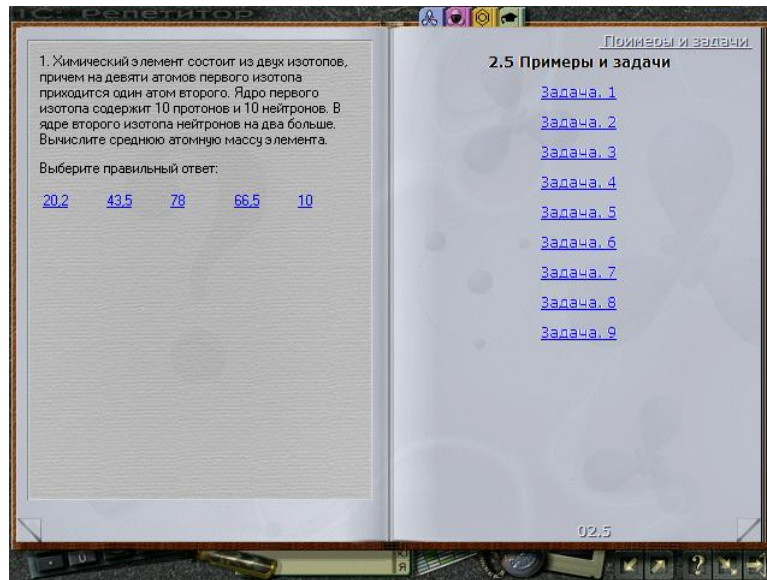 1С: Репетитор
1. Химический элемент состоит из двух изотопов,
причем на девяти атомов первого изотопа
приходится один атом второго. Ядро первого
изотопа содержит 10 протонов и 10 нейтронов. В
ядре второго изотопа нейтронов на два больше.
Вычислите среднюю атомную массу элемента.
Выберите правильный ответ:
20,2 43,5 78 66,5 10
Примеры и задачи
2.5 Примеры и задачи
Задача. 1
Задача. 2
Задача. 3
Задача. 4
Задача. 5
Задача. 6
Задача. 7
Задача. 8
Задача. 9
02.5